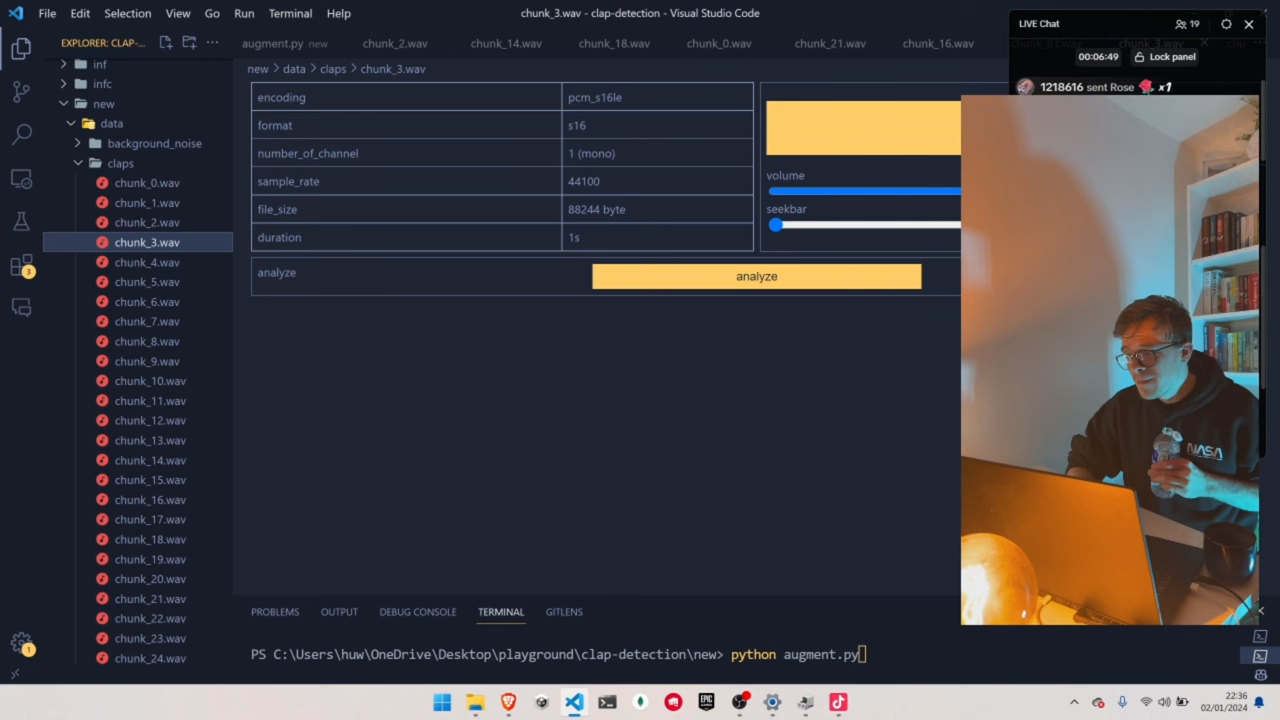 File Edit Selection View Go Run Terminal Help
chunk_3.wav - clap-detection - Visual Studio Code
EXPLORER: CLAP-...
inf
infc
new
data
background_noise
claps
chunk_0.wav
chunk_1.wav
chunk_2.wav
chunk_3.wav
chunk_4.wav
chunk_5.wav
chunk_6.wav
chunk_7.wav
chunk_8.wav
chunk_9.wav
chunk_10.wav
chunk_11.wav
chunk_12.wav
chunk_13.wav
chunk_14.wav
chunk_15.wav
chunk_16.wav
chunk_17.wav
chunk_18.wav
chunk_19.wav
chunk_20.wav
chunk_21.wav
chunk_22.wav
chunk_23.wav
chunk_24.wav
3
1
augment.py new chunk_2.wav chunk_14.wav chunk_18.wav chunk_0.wav chunk_21.wav chunk_16.wav
new > data > claps > chunk_3.wav
encoding pcm_s16le
format s16
number_of_channel 1 (mono)
sample_rate 44100
file_size 88244 byte
duration 1s
volume
seekbar
analyze analyze
PROBLEMS OUTPUT DEBUG CONSOLE TERMINAL GITLENS
PS C:\Users\huw\OneDrive\Desktop\playground\clap-detection\new> python augment.py
LIVE Chat 19
00:06:49 Lock panel
1218616 sent Rose x1
NASA
EPIC GAMES
22:36
02/01/2024